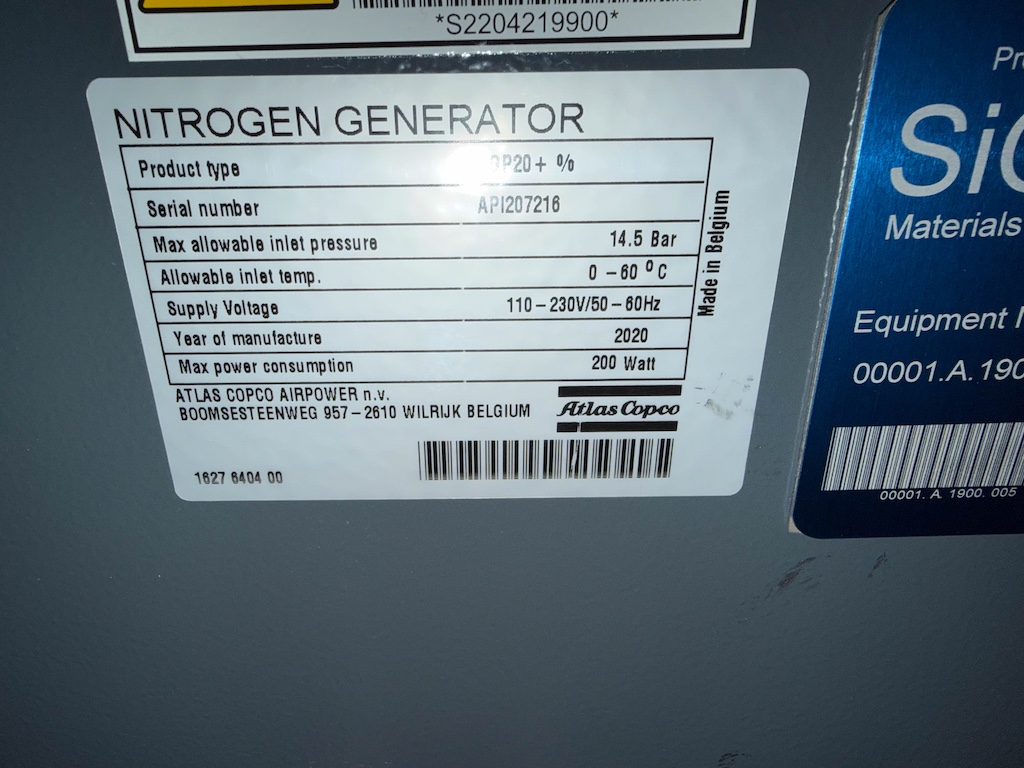 *S2204219900*
NITROGEN GENERATOR
Product type P20+ %
Serial number API207216
Max allowable inlet pressure 14.5 Bar
Allowable inlet temp. 0 – 60 °C
Supply Voltage 110 – 230V/50 – 60Hz
Year of manufacture 2020
Max power consumption 200 Watt
Made in Belgium
ATLAS COPCO AIRPOWER n.v.
BOOMSESTEENWEG 957 – 2610 WILRIJK BELGIUM
Atlas Copco
1627 6404 00
Materials
Equipment
00001.A.190
00001. A. 1900. 005